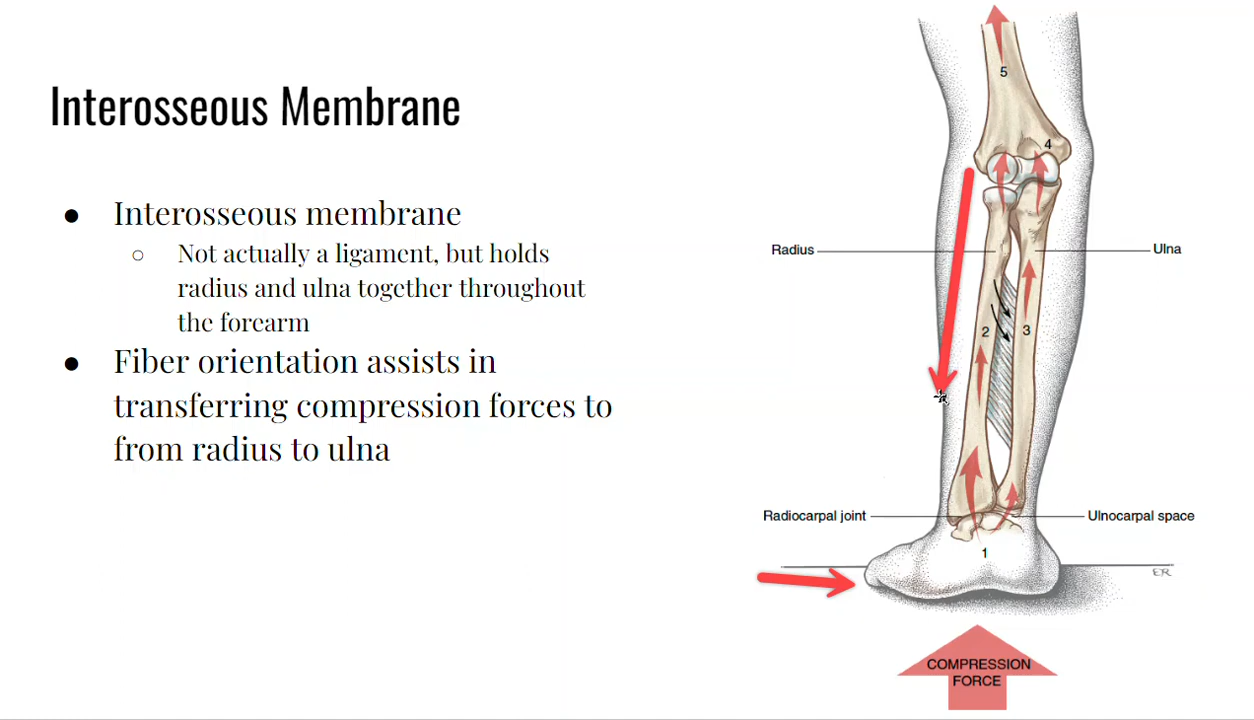 Interosseous Membrane
● Interosseous membrane
○ Not actually a ligament, but holds
radius and ulna together throughout
the forearm
● Fiber orientation assists in
transferring compression forces to
from radius to ulna
5
4
Radius
Ulna
2
3
Radiocarpal joint
Ulnocarpal space
1
ER
COMPRESSION
FORCE